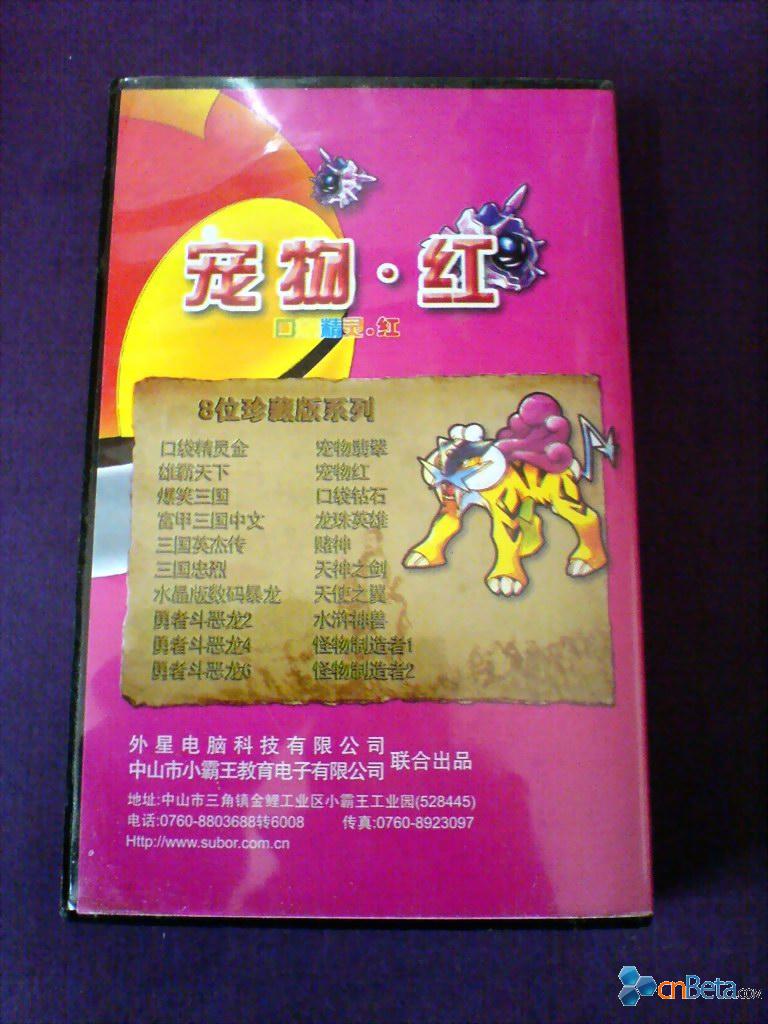 宠物·红
口袋精灵·红
8位珍藏版系列
口袋精灵金 宠物翡翠
雄霸天下 宠物红
爆笑三国 口袋钻石
富甲三国中文 龙珠英雄
三国英杰传 赌神
三国忠烈 天神之剑
水晶版数码暴龙 天使之翼
勇者斗恶龙2 水浒神兽
勇者斗恶龙4 怪物制造者1
勇者斗恶龙6 怪物制造者2
外星电脑科技有限公司
中山市小霸王教育电子有限公司 联合出品
地址:中山市三角镇金鲤工业区小霸王工业园(528445)
电话:0760-8803688转6008 传真:0760-8923097
Http://www.subor.com.cn
cnBeta.COM